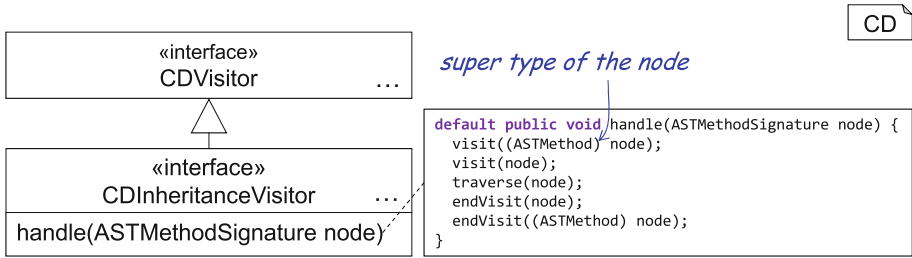 CD
«interface»
CDVisitor
...
super type of the node
«interface»
CDInheritanceVisitor
...
handle(ASTMethodSignature node)
default public void handle(ASTMethodSignature node) {
visit((ASTMethod) node);
visit(node);
traverse(node);
endVisit(node);
endVisit((ASTMethod) node);
}